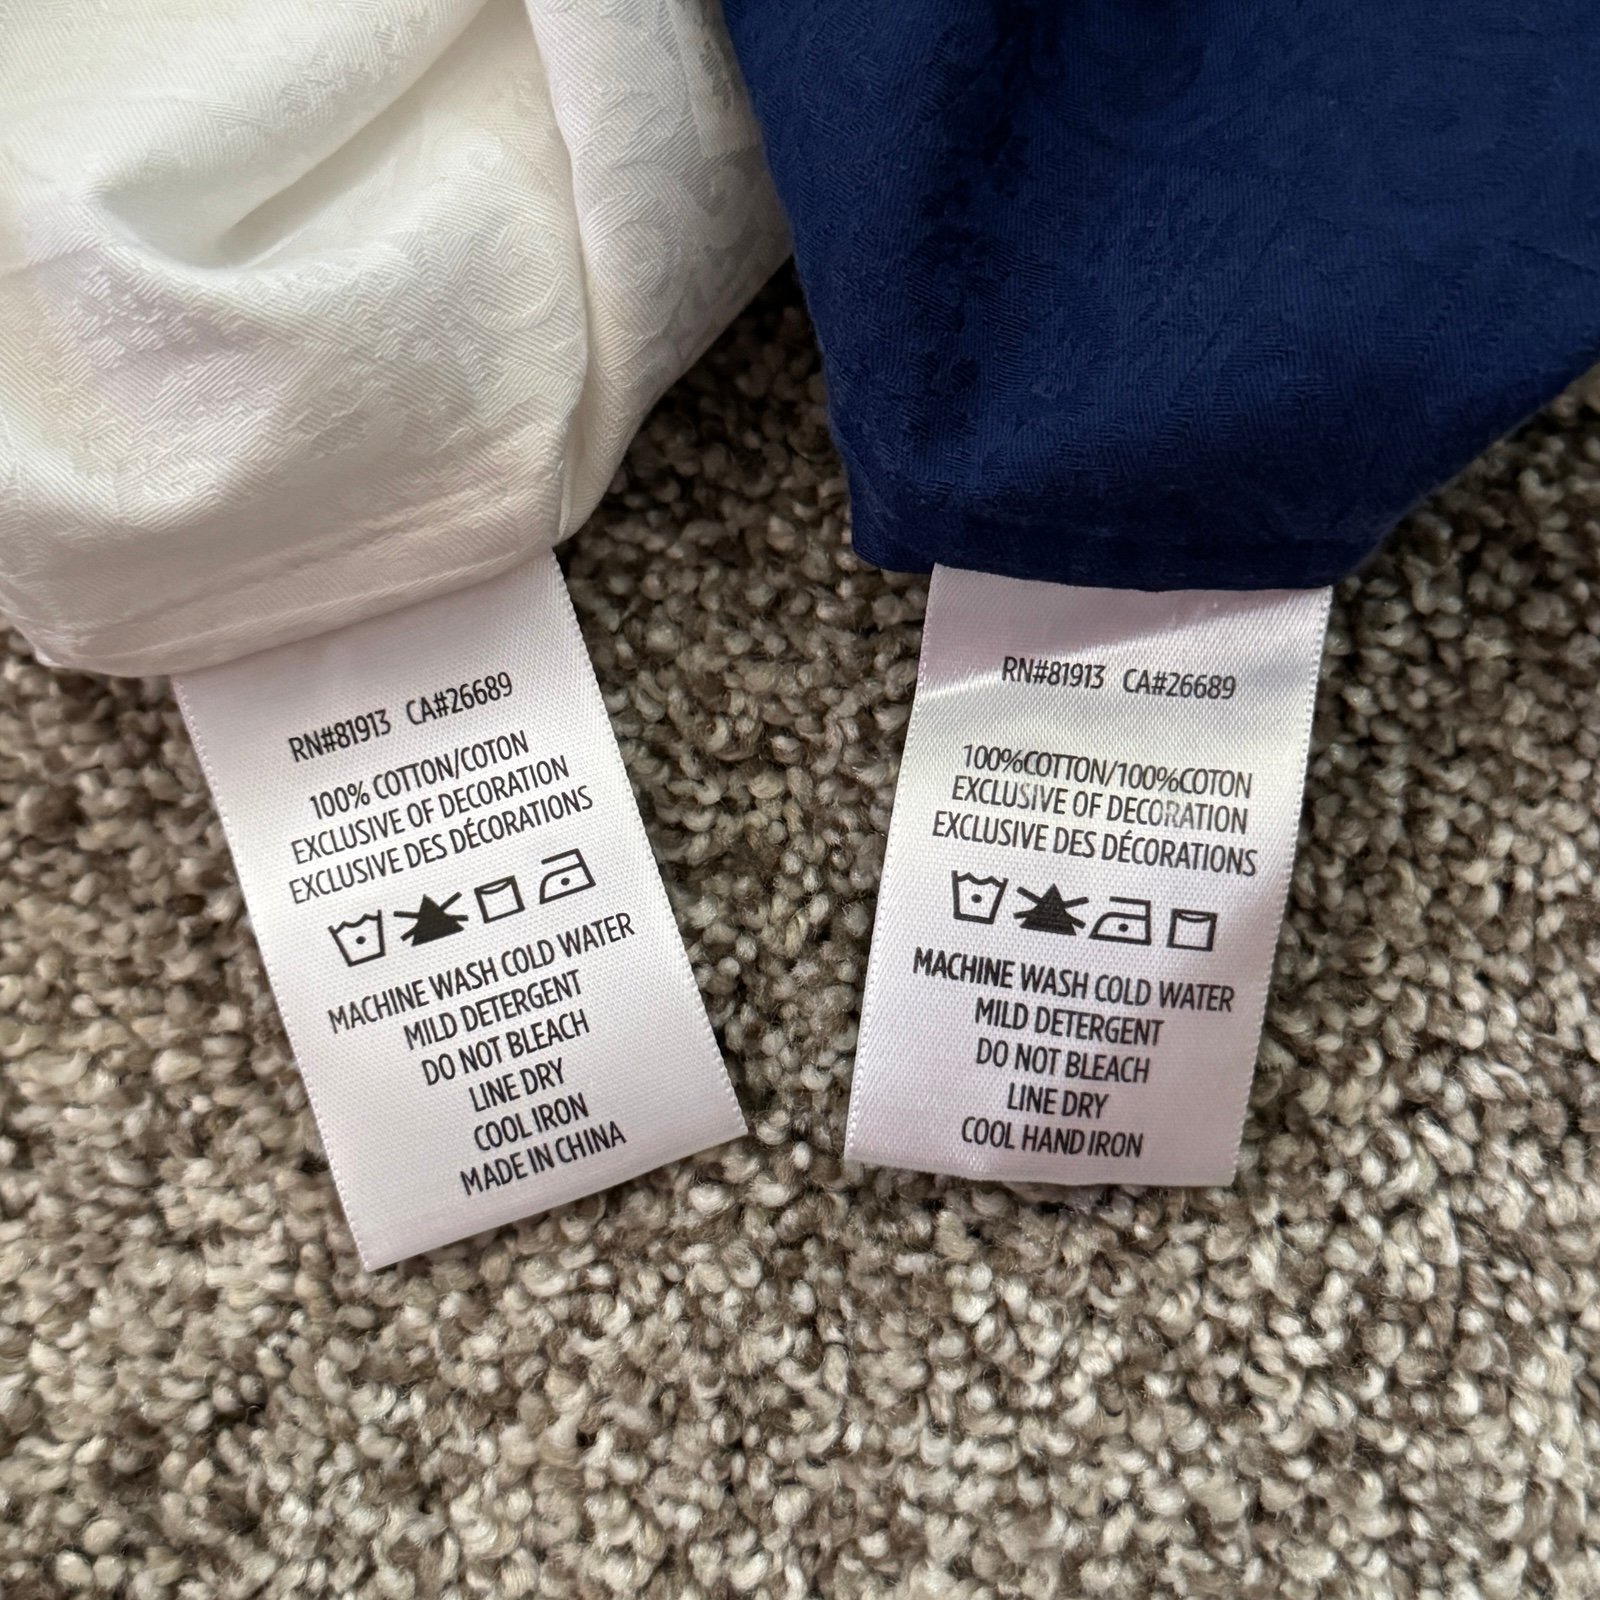 RN#81913 CA#26689
100% COTTON/COTON
EXCLUSIVE OF DECORATION
EXCLUSIVE DES DÉCORATIONS
MACHINE WASH COLD WATER
MILD DETERGENT
DO NOT BLEACH
LINE DRY
COOL IRON
MADE IN CHINA
RN#81913 CA#26689
100%COTTON/100%COTON
EXCLUSIVE OF DECORATION
EXCLUSIVE DES DÉCORATIONS
MACHINE WASH COLD WATER
MILD DETERGENT
DO NOT BLEACH
LINE DRY
COOL HAND IRON